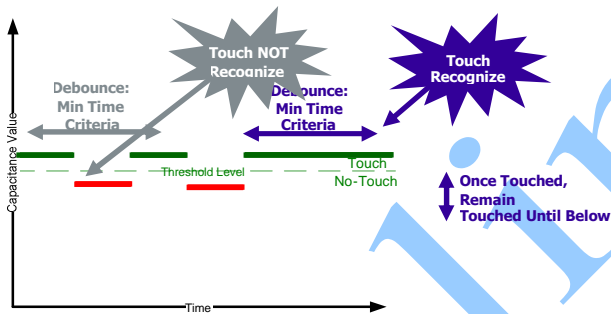 Touch NOT
Recognize
Touch
Recognize
Debounce:
Min Time
Criteria
Debounce:
Min Time
Criteria
Capacitance Value
Touch
Threshold Level
No-Touch
Once Touched,
Remain
Touched Until Below
Time